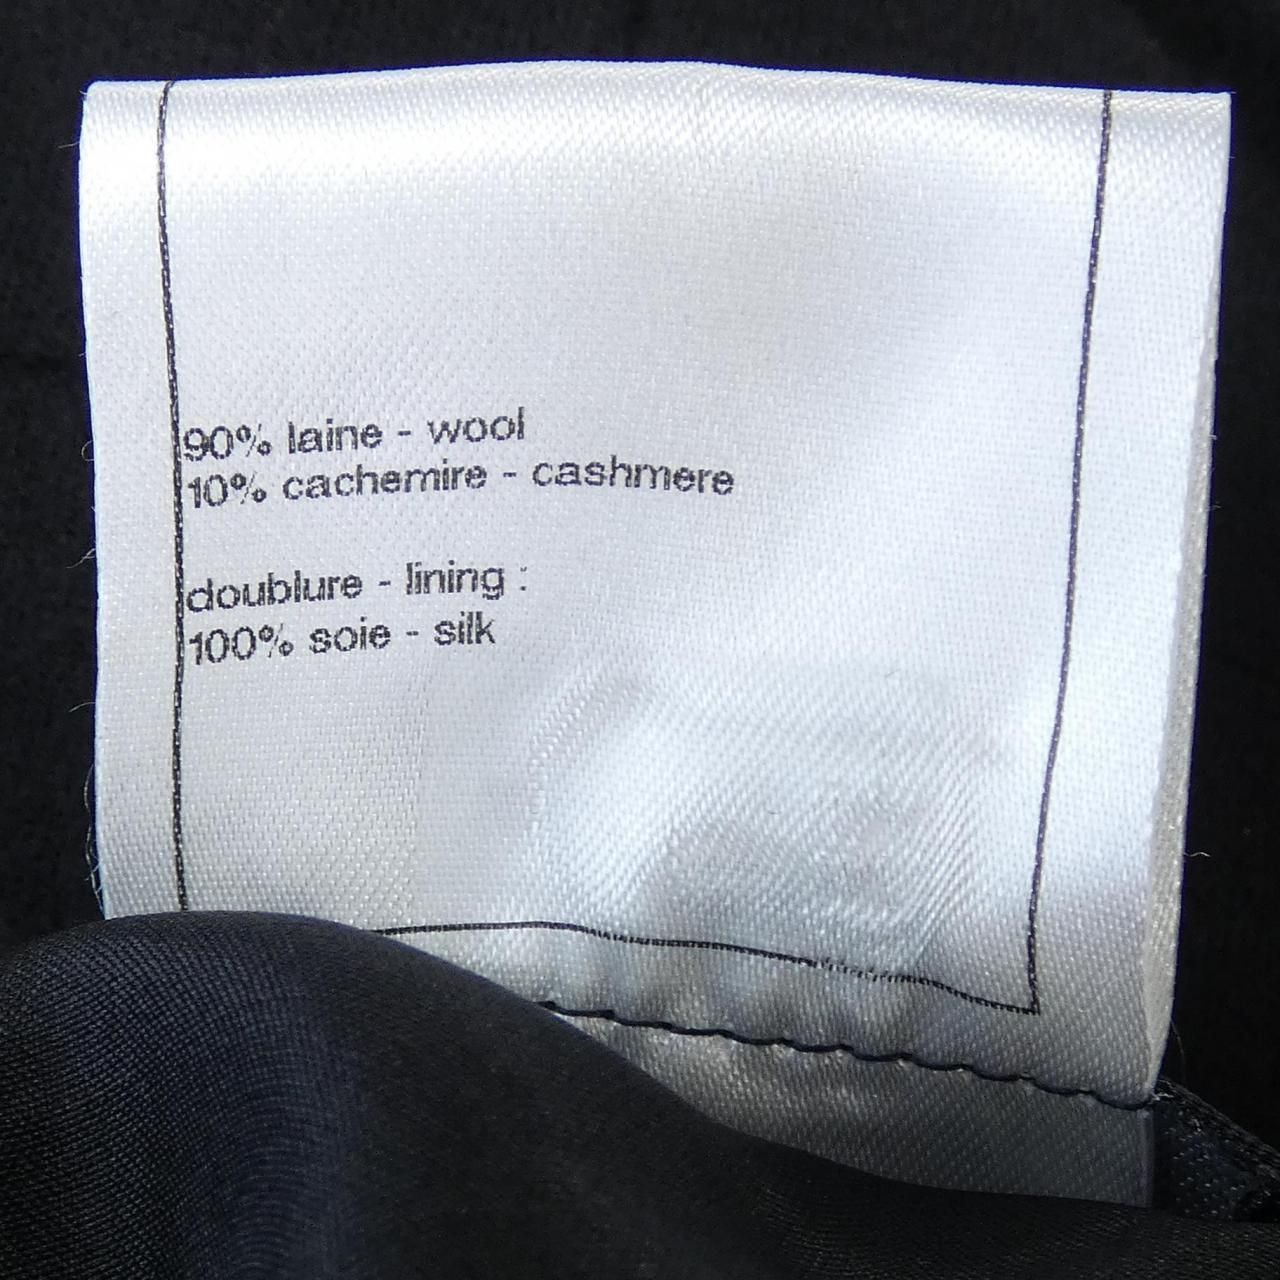 90% laine - wool
10% cachemire - cashmere
doublure - lining :
100% soie - silk